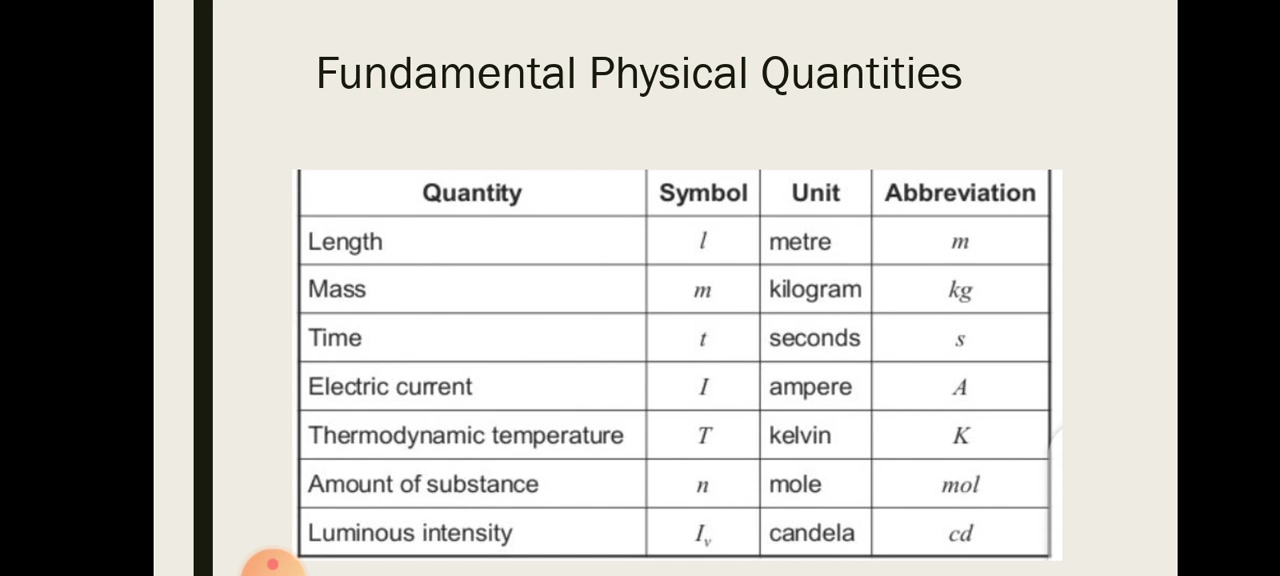 Fundamental Physical Quantities
Quantity Symbol Unit Abbreviation
Length l metre m
Mass m kilogram kg
Time t seconds s
Electric current I ampere A
Thermodynamic temperature T kelvin K
Amount of substance n mole mol
Luminous intensity Iv candela cd